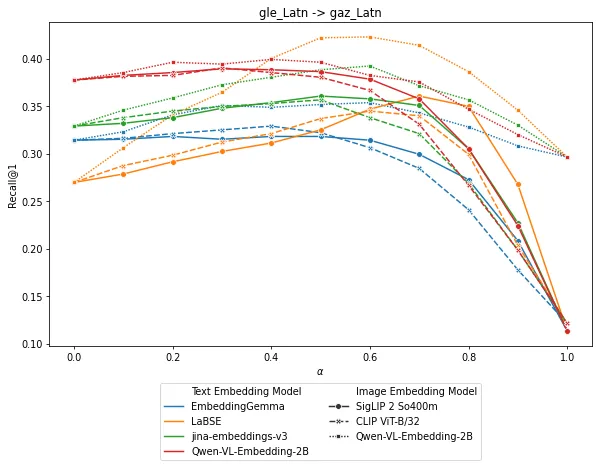 gle_Latn -> gaz_Latn
Recall@1
0.40
0.35
0.30
0.25
0.20
0.15
0.10
0.0
0.2
0.4
0.6
0.8
1.0
α
Text Embedding Model
EmbeddingGemma
LaBSE
jina-embeddings-v3
Qwen-VL-Embedding-2B
Image Embedding Model
SigLIP 2 So400m
CLIP ViT-B/32
Qwen-VL-Embedding-2B